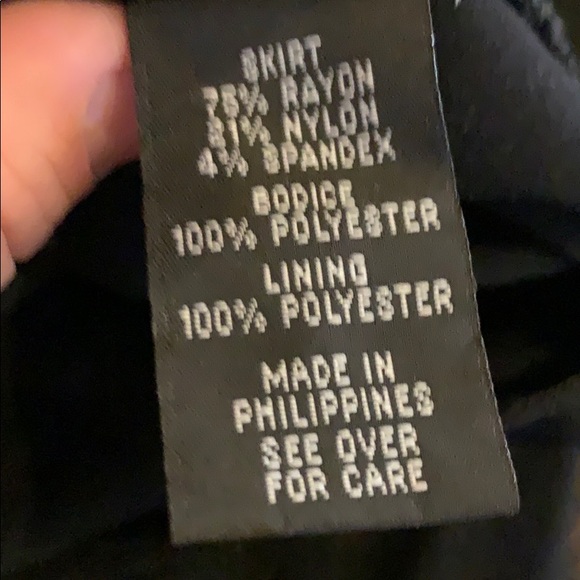 SKIRT
75% RAYON
21% NYLON
4% SPANDEX
BODICE
100% POLYESTER
LINING
100% POLYESTER
MADE IN
PHILIPPINES
SEE OVER
FOR CARE